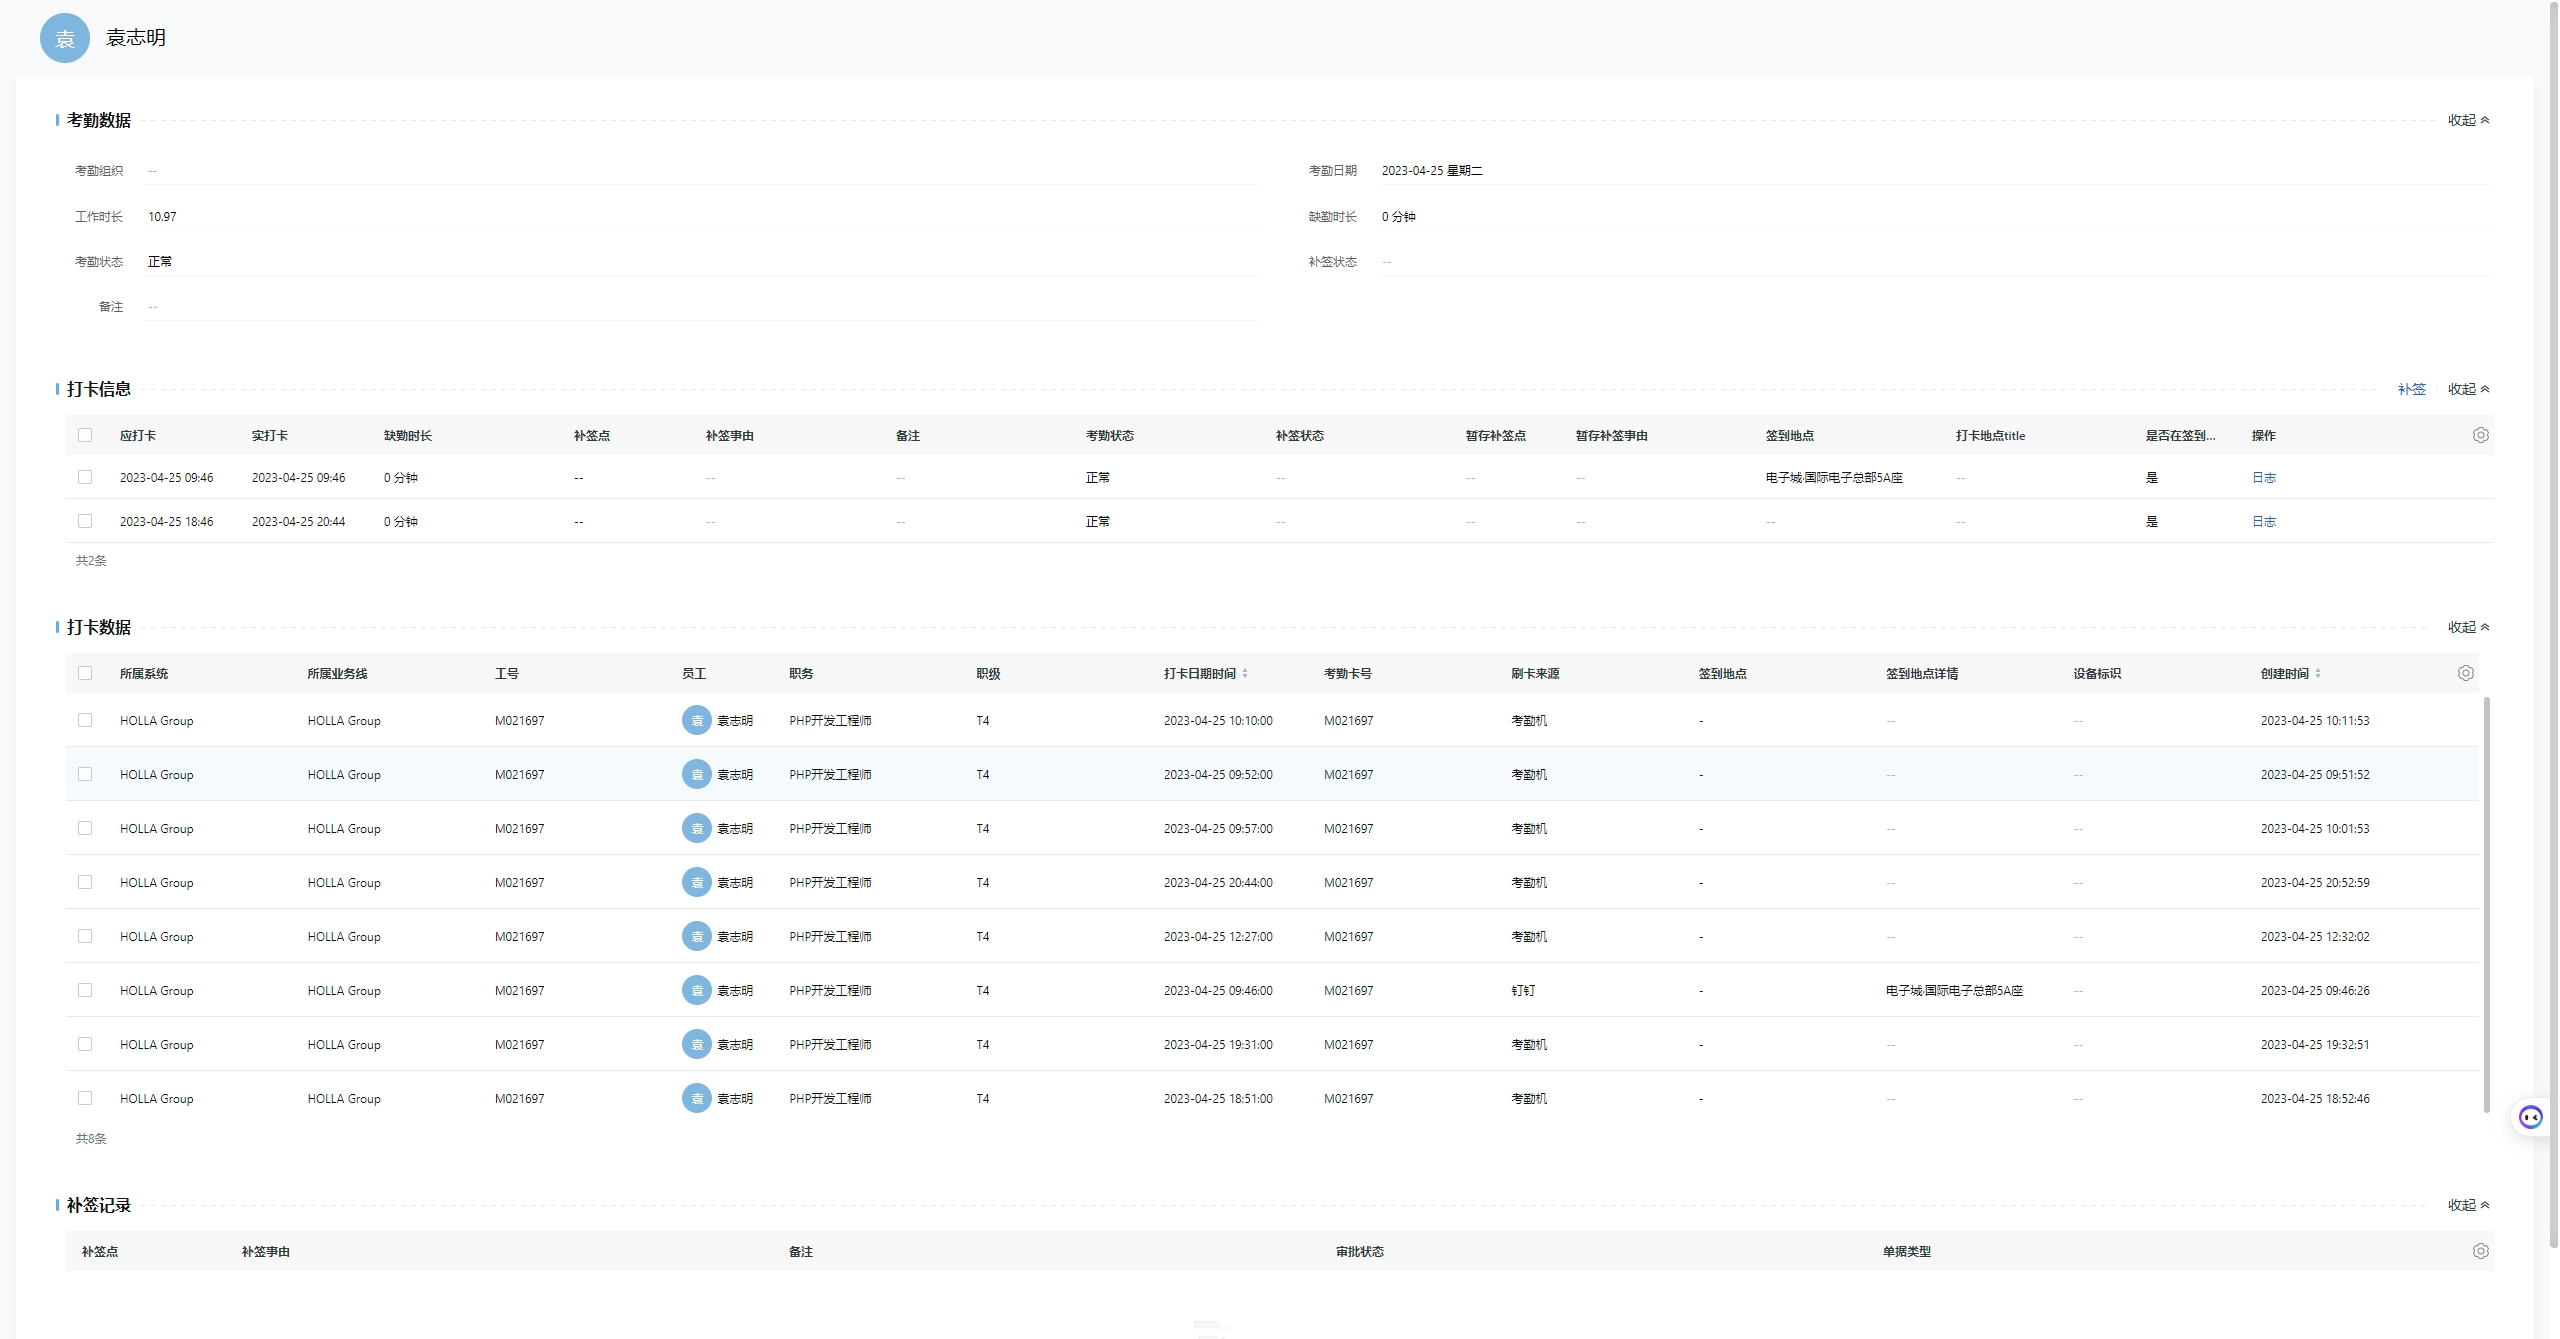 袁 袁志明
考勤数据 收起
考勤组织 -- 考勤日期 2023-04-25 星期二
工作时长 10.97 缺勤时长 0 分钟
考勤状态 正常 补签状态 --
备注 --
打卡信息 补签 收起
应打卡 实打卡 缺勤时长 补签点 补签事由 备注 考勤状态 补签状态 暂存补签点 暂存补签事由 签到地点 打卡地点title 是否在签到... 操作
2023-04-25 09:46 2023-04-25 09:46 0 分钟 -- -- -- 正常 -- -- -- 电子城·国际电子总部5A座 -- 是 日志
2023-04-25 18:46 2023-04-25 20:44 0 分钟 -- -- -- 正常 -- -- -- -- -- 是 日志
共2条
打卡数据 收起
所属系统 所属业务线 工号 员工 职务 职级 打卡日期时间 考勤卡号 刷卡来源 签到地点 签到地点详情 设备标识 创建时间
HOLLA Group HOLLA Group M021697 袁 袁志明 PHP开发工程师 T4 2023-04-25 10:10:00 M021697 考勤机 - -- -- 2023-04-25 10:11:53
HOLLA Group HOLLA Group M021697 袁 袁志明 PHP开发工程师 T4 2023-04-25 09:52:00 M021697 考勤机 - -- -- 2023-04-25 09:51:52
HOLLA Group HOLLA Group M021697 袁 袁志明 PHP开发工程师 T4 2023-04-25 09:57:00 M021697 考勤机 - -- -- 2023-04-25 10:01:53
HOLLA Group HOLLA Group M021697 袁 袁志明 PHP开发工程师 T4 2023-04-25 20:44:00 M021697 考勤机 - -- -- 2023-04-25 20:52:59
HOLLA Group HOLLA Group M021697 袁 袁志明 PHP开发工程师 T4 2023-04-25 12:27:00 M021697 考勤机 - -- -- 2023-04-25 12:32:02
HOLLA Group HOLLA Group M021697 袁 袁志明 PHP开发工程师 T4 2023-04-25 09:46:00 M021697 钉钉 - 电子城·国际电子总部5A座 -- 2023-04-25 09:46:26
HOLLA Group HOLLA Group M021697 袁 袁志明 PHP开发工程师 T4 2023-04-25 19:31:00 M021697 考勤机 - -- -- 2023-04-25 19:32:51
HOLLA Group HOLLA Group M021697 袁 袁志明 PHP开发工程师 T4 2023-04-25 18:51:00 M021697 考勤机 - -- -- 2023-04-25 18:52:46
共8条
补签记录 收起
补签点 补签事由 备注 审批状态 单据类型